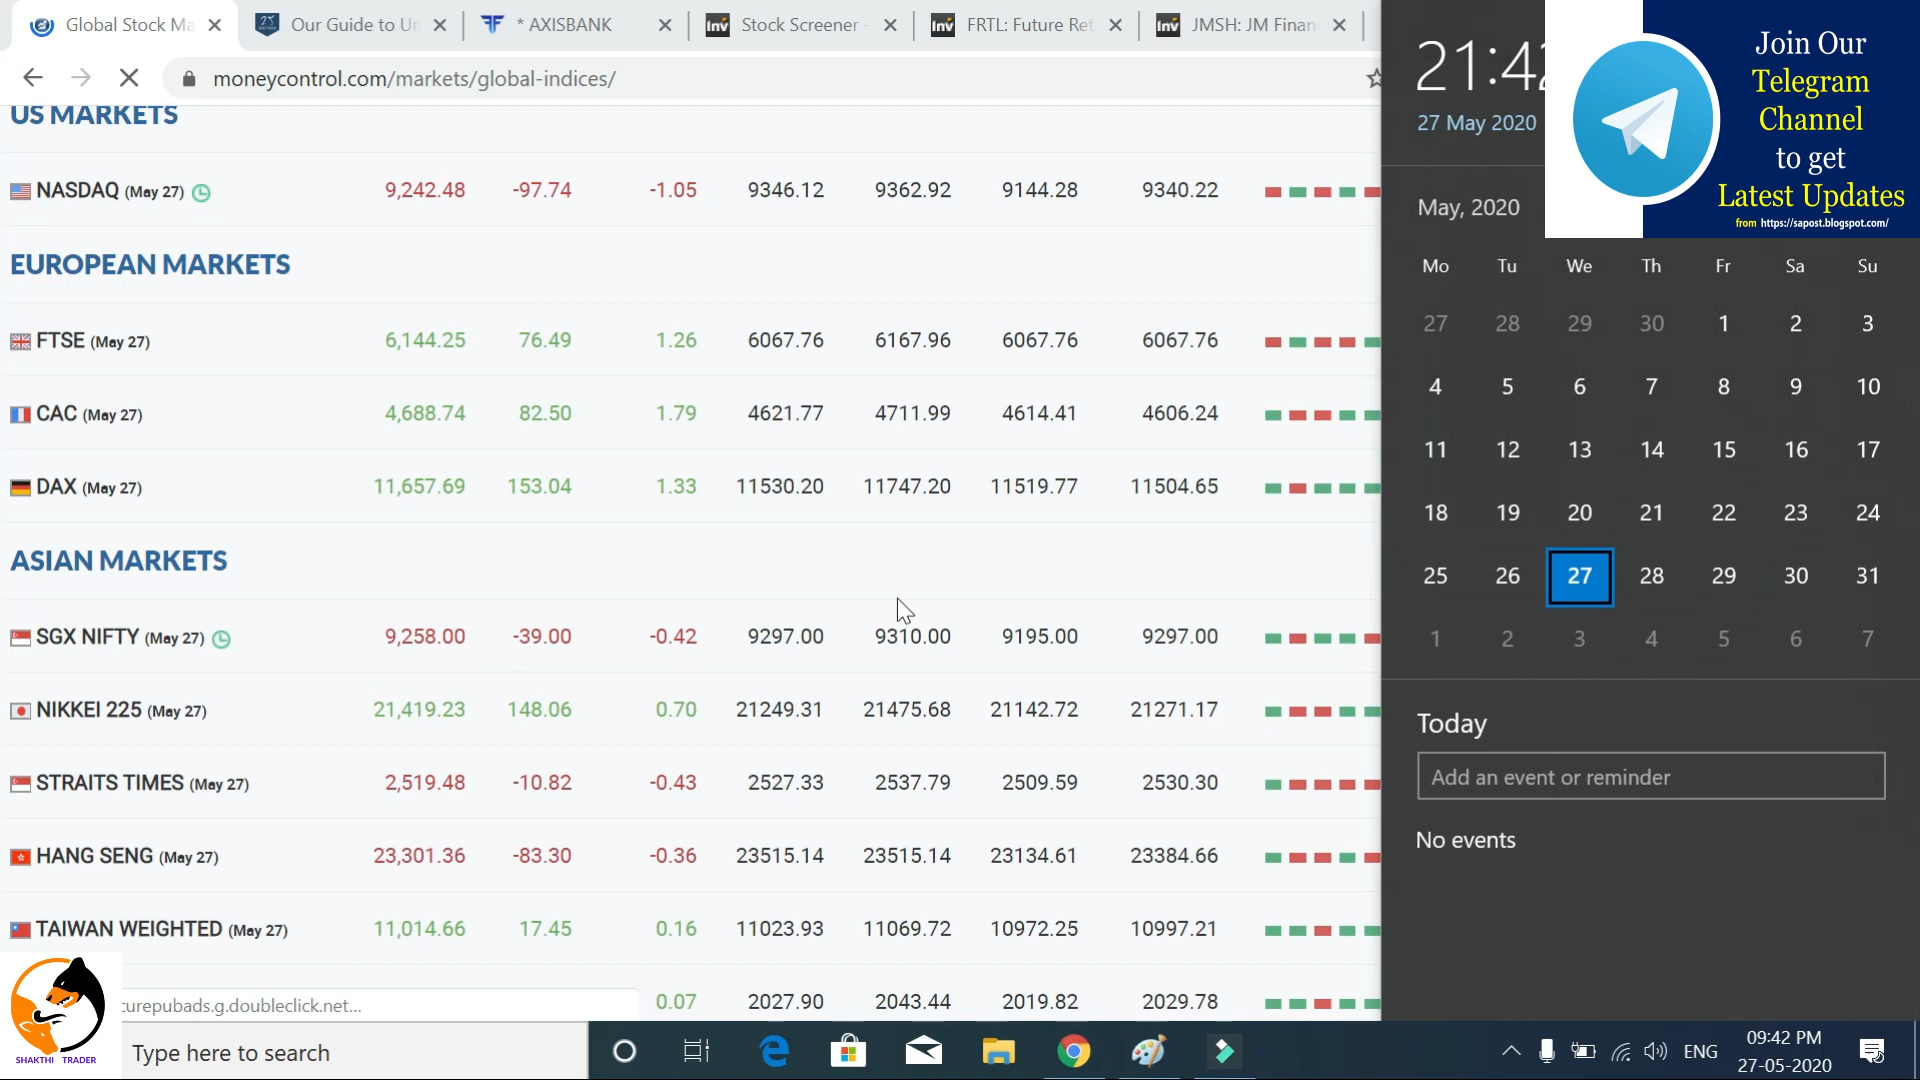 Global Stock Ma
Our Guide to Un
* AXISBANK
Inv Stock Screener -
Inv FRTL: Future Ret
Inv JMSH: JM Finan
moneycontrol.com/markets/global-indices/
US MARKETS
NASDAQ (May 27) 9,242.48 -97.74 -1.05 9346.12 9362.92 9144.28 9340.22
EUROPEAN MARKETS
FTSE (May 27) 6,144.25 76.49 1.26 6067.76 6167.96 6067.76 6067.76
CAC (May 27) 4,688.74 82.50 1.79 4621.77 4711.99 4614.41 4606.24
DAX (May 27) 11,657.69 153.04 1.33 11530.20 11747.20 11519.77 11504.65
ASIAN MARKETS
SGX NIFTY (May 27) 9,258.00 -39.00 -0.42 9297.00 9310.00 9195.00 9297.00
NIKKEI 225 (May 27) 21,419.23 148.06 0.70 21249.31 21475.68 21142.72 21271.17
STRAITS TIMES (May 27) 2,519.48 -10.82 -0.43 2527.33 2537.79 2509.59 2530.30
HANG SENG (May 27) 23,301.36 -83.30 -0.36 23515.14 23515.14 23134.61 23384.66
TAIWAN WEIGHTED (May 27) 11,014.66 17.45 0.16 11023.93 11069.72 10972.25 10997.21
0.07 2027.90 2043.44 2019.82 2029.78
curepubads.g.doubleclick.net...
SHAKTHI TRADER
Type here to search
21:42
27 May 2020
Join Our
Telegram
Channel
to get
Latest Updates
from https://sapost.blogspot.com/
May, 2020
Mo Tu We Th Fr Sa Su
27 28 29 30 1 2 3
4 5 6 7 8 9 10
11 12 13 14 15 16 17
18 19 20 21 22 23 24
25 26 27 28 29 30 31
1 2 3 4 5 6 7
Today
Add an event or reminder
No events
ENG
09:42 PM
27-05-2020